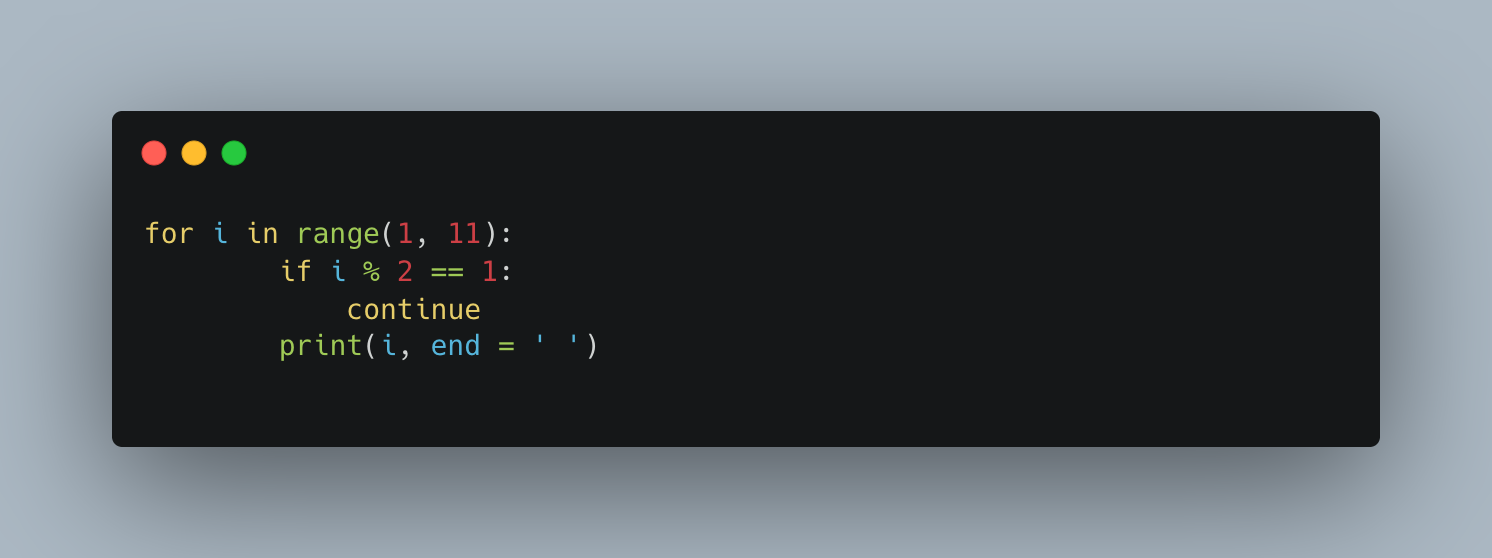 for i in range(1, 11):
        if i % 2 == 1:
            continue
        print(i, end = ' ')